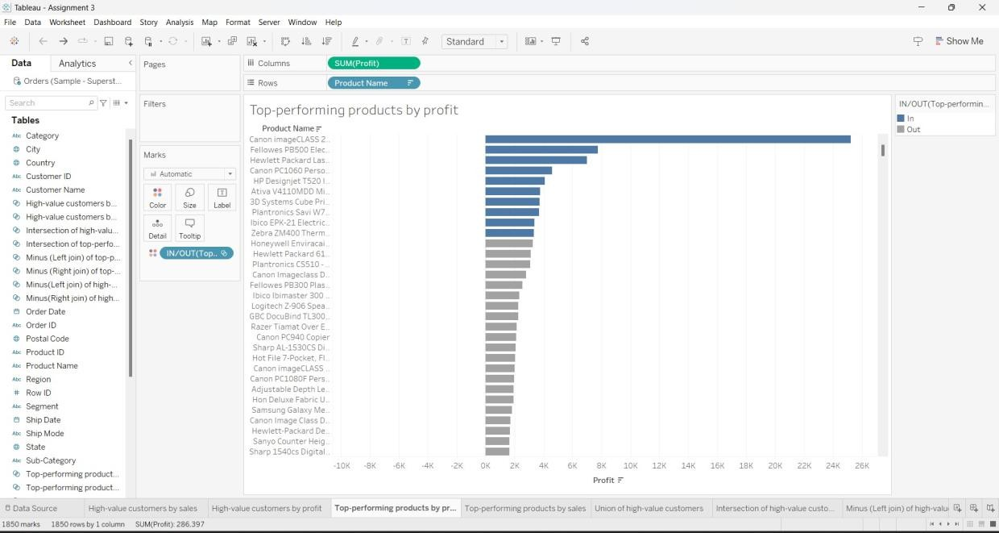 Tableau - Assignment 3
File Data Worksheet Dashboard Story Analysis Map Format Server Window Help
Standard
Show Me
Data Analytics
Orders (Sample - Superst...
Search
Tables
Abc Category
City
Country
Abc Customer ID
Abc Customer Name
High-value customers b...
High-value customers b...
Intersection of high-valu...
Intersection of top-perfo...
Minus (Left join) of top-p...
Minus (Right join) of top-...
Minus(Left join) of high-...
Minus(Right join) of high...
Order Date
Abc Order ID
Postal Code
Abc Product ID
Abc Product Name
Abc Region
# Row ID
Abc Segment
Ship Date
Abc Ship Mode
State
Abc Sub-Category
Top-performing product...
Top-performing product...
Pages
Filters
Marks
Automatic
Color Size Label
Detail Tooltip
IN/OUT(Top..
Columns SUM(Profit)
Rows Product Name
Top-performing products by profit
Product Name
Canon imageCLASS 2..
Fellowes PB500 Elec..
Hewlett Packard Las..
Canon PC1060 Perso..
HP Designjet T520 I..
Ativa V4110MDD Mi..
3D Systems Cube Pri..
Plantronics Savi W7..
Ibico EPK-21 Electric..
Zebra ZM400 Therm..
Honeywell Enviracai..
Hewlett Packard 61..
Plantronics CS510 - ..
Canon Imageclass D..
Fellowes PB300 Plas..
Ibico Ibimaster 300 ..
Logitech Z-906 Spea..
GBC DocuBind TL300..
Razer Tiamat Over E..
Canon PC940 Copier
Sharp AL-1530CS Di..
Hot File 7-Pocket, Fl..
Canon imageCLASS ..
Canon PC1080F Pers..
Adjustable Depth Le..
Hon Deluxe Fabric U..
Samsung Galaxy Me..
Canon Image Class D..
Hewlett-Packard De..
Sanyo Counter Heig..
Sharp 1540cs Digital..
-10K -8K -6K -4K -2K 0K 2K 4K 6K 8K 10K 12K 14K 16K 18K 20K 22K 24K 26K
Profit
IN/OUT(Top-performin...
In
Out
Data Source High-value customers by sales High-value customers by profit Top-performing products by pr... Top-performing products by sales Union of high-value customers Intersection of high-value custo... Minus (Left join) of high-valu
1850 marks 1850 rows by 1 column SUM(Profit): 286,397